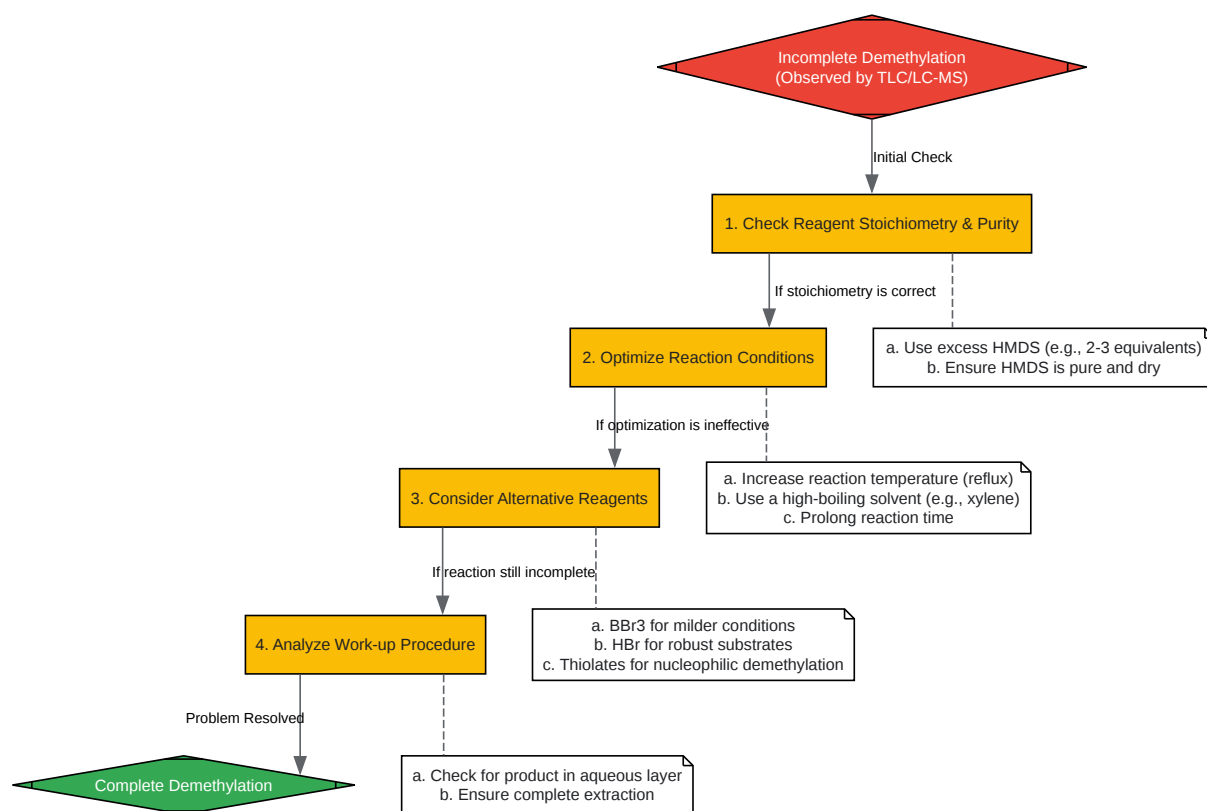 Incomplete Demethylation
(Observed by TLC/LC-MS)
Initial Check
1. Check Reagent Stoichiometry & Purity
If stoichiometry is correct
a. Use excess HMDS (e.g., 2-3 equivalents)
b. Ensure HMDS is pure and dry
2. Optimize Reaction Conditions
If optimization is ineffective
a. Increase reaction temperature (reflux)
b. Use a high-boiling solvent (e.g., xylene)
c. Prolong reaction time
3. Consider Alternative Reagents
If reaction still incomplete
a. BBr3 for milder conditions
b. HBr for robust substrates
c. Thiolates for nucleophilic demethylation
4. Analyze Work-up Procedure
Problem Resolved
a. Check for product in aqueous layer
b. Ensure complete extraction
Complete Demethylation